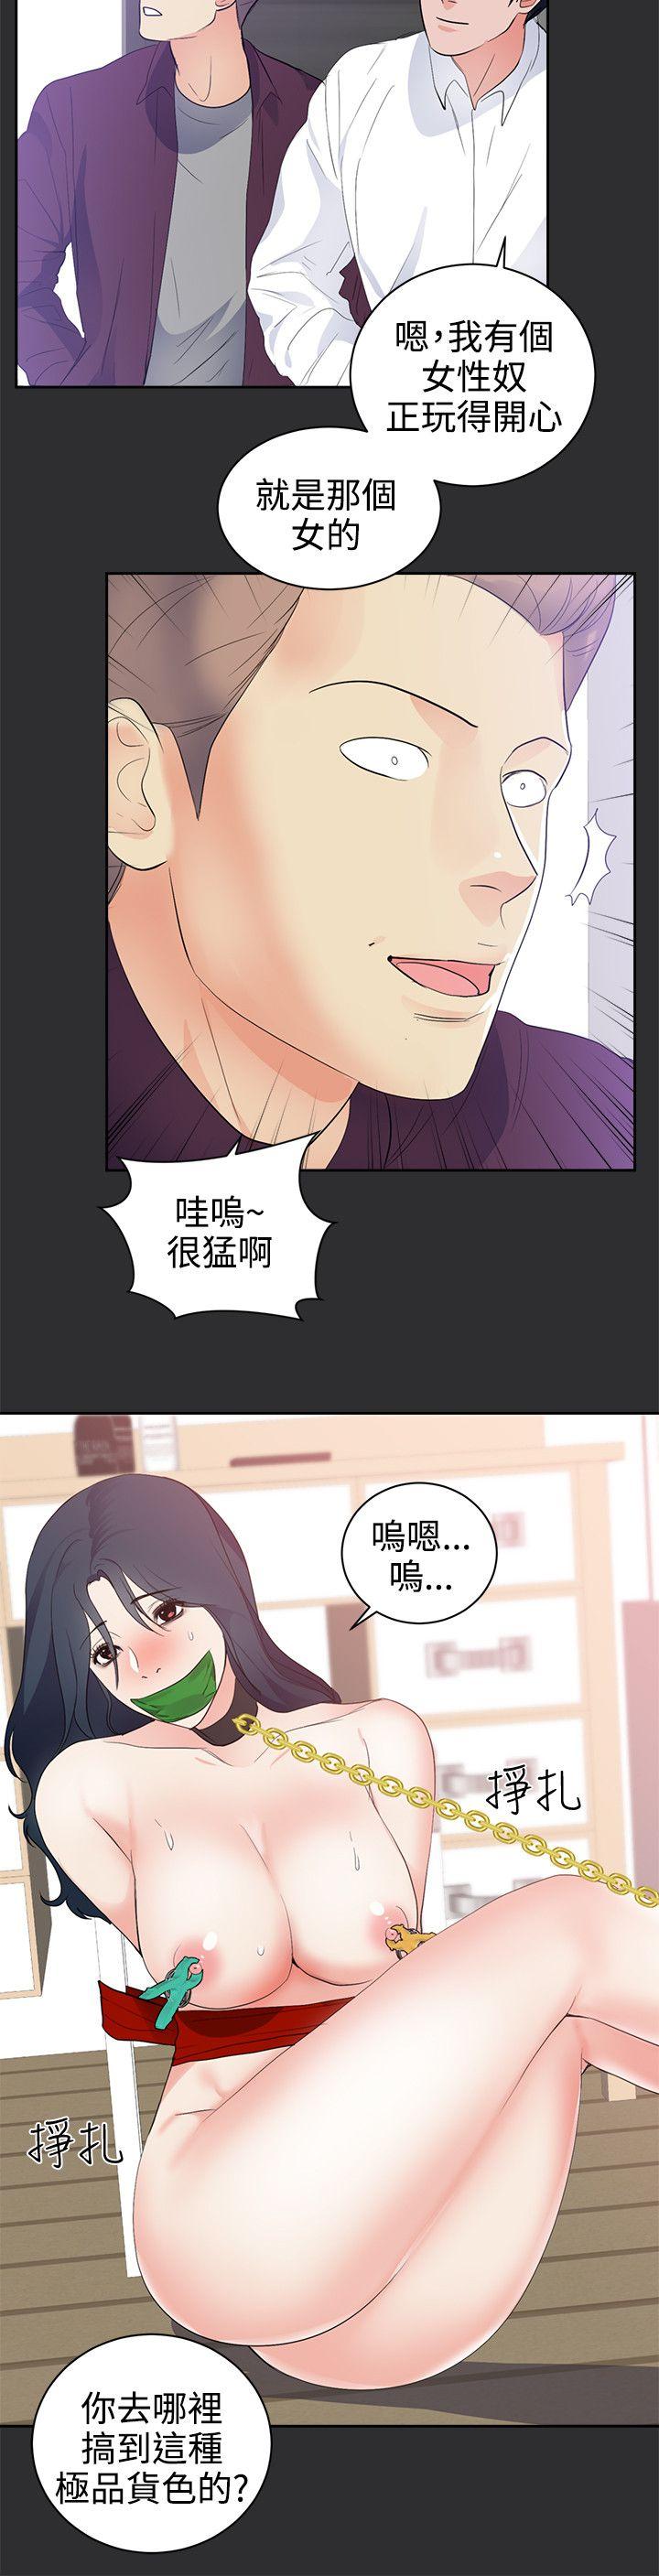 嗯，我有個
女性奴
正玩得開心
就是那個
女的
哇嗚~
很猛啊
嗚嗯...
嗚...
掙扎
掙扎
你去哪裡
搞到這種
極品貨色的?